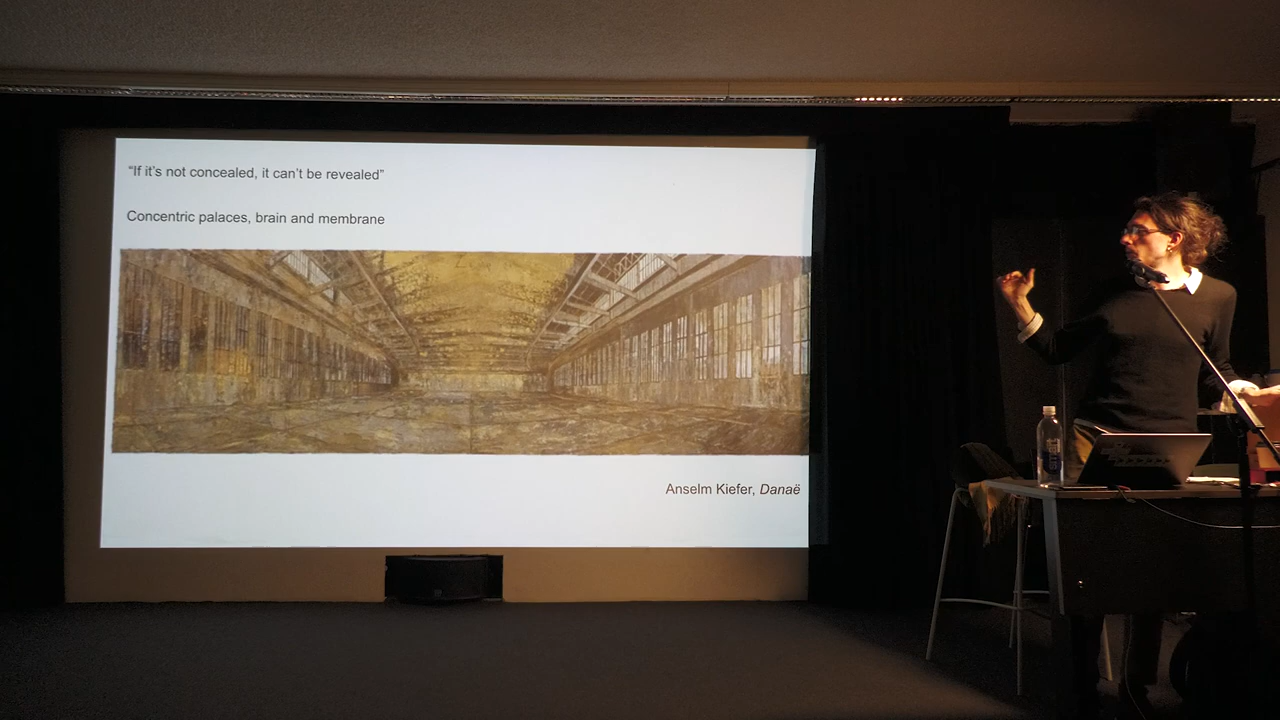 “If it’s not concealed, it can’t be revealed”
Concentric palaces, brain and membrane
Anselm Kiefer, Danaë